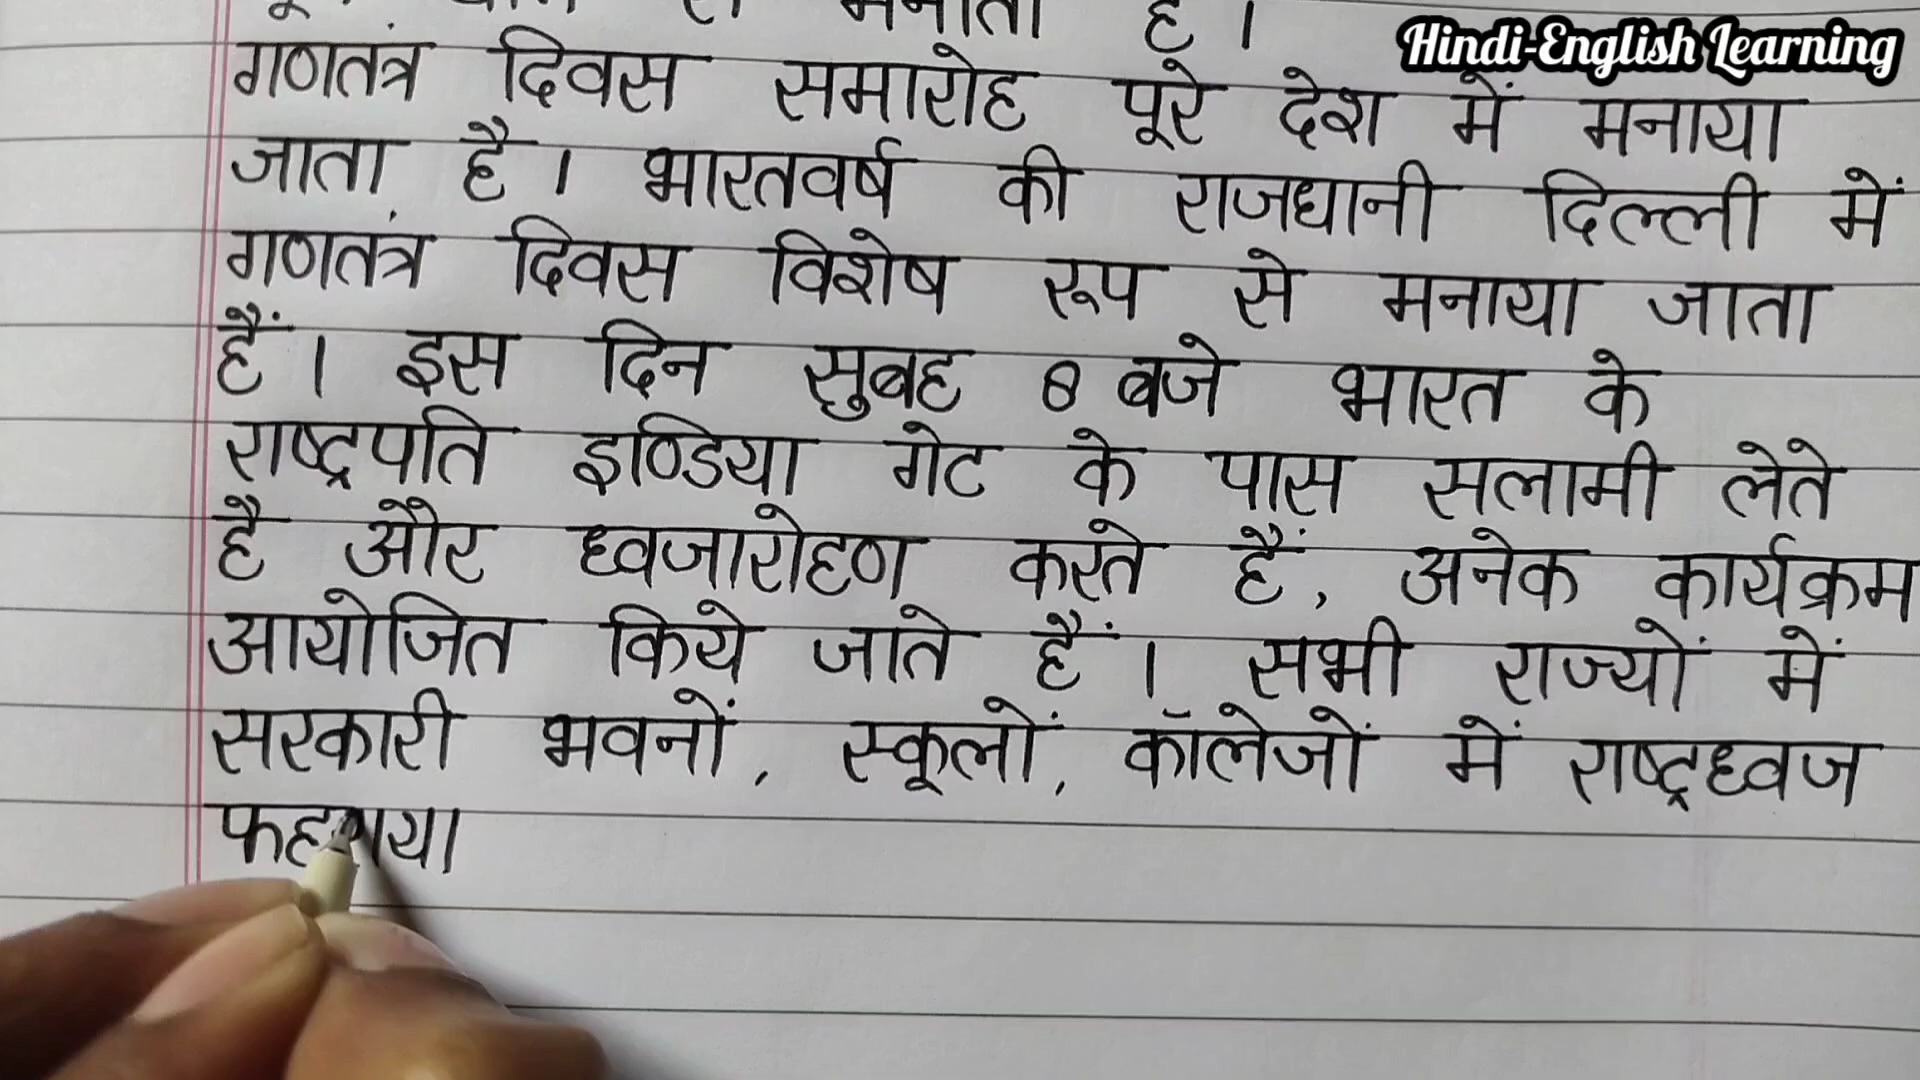 मनाता है।
Hindi-English Learning
गणतंत्र दिवस समारोह पूरे देश में मनाया
जाता है। भारतवर्ष की राजधानी दिल्ली में
गणतंत्र दिवस विशेष रूप से मनाया जाता
हैं। इस दिन सुबह 8 बजे भारत के
राष्ट्रपति इण्डिया गेट के पास सलामी लेते
है और ध्वजारोहण करते हैं, अनेक कार्यक्रम
आयोजित किये जाते हैं। सभी राज्यों में
सरकारी भवनों, स्कूलों, कॉलेजों में राष्ट्रध्वज